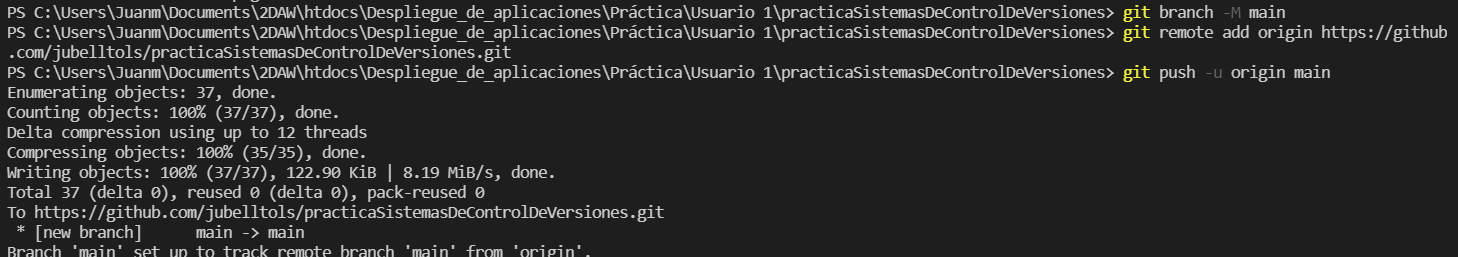 PS C:\Users\Juanm\Documents\2DAW\htdocs\Despliegue_de_aplicaciones\Práctica\Usuario 1\practicaSistemasDeControlDeVersiones> git branch -M main
PS C:\Users\Juanm\Documents\2DAW\htdocs\Despliegue_de_aplicaciones\Práctica\Usuario 1\practicaSistemasDeControlDeVersiones> git remote add origin https://github
.com/jubelltols/practicaSistemasDeControlDeVersiones.git
PS C:\Users\Juanm\Documents\2DAW\htdocs\Despliegue_de_aplicaciones\Práctica\Usuario 1\practicaSistemasDeControlDeVersiones> git push -u origin main
Enumerating objects: 37, done.
Counting objects: 100% (37/37), done.
Delta compression using up to 12 threads
Compressing objects: 100% (35/35), done.
Writing objects: 100% (37/37), 122.90 KiB | 8.19 MiB/s, done.
Total 37 (delta 0), reused 0 (delta 0), pack-reused 0
To https://github.com/jubelltols/practicaSistemasDeControlDeVersiones.git
 * [new branch]      main -> main
Branch 'main' set up to track remote branch 'main' from 'origin'.